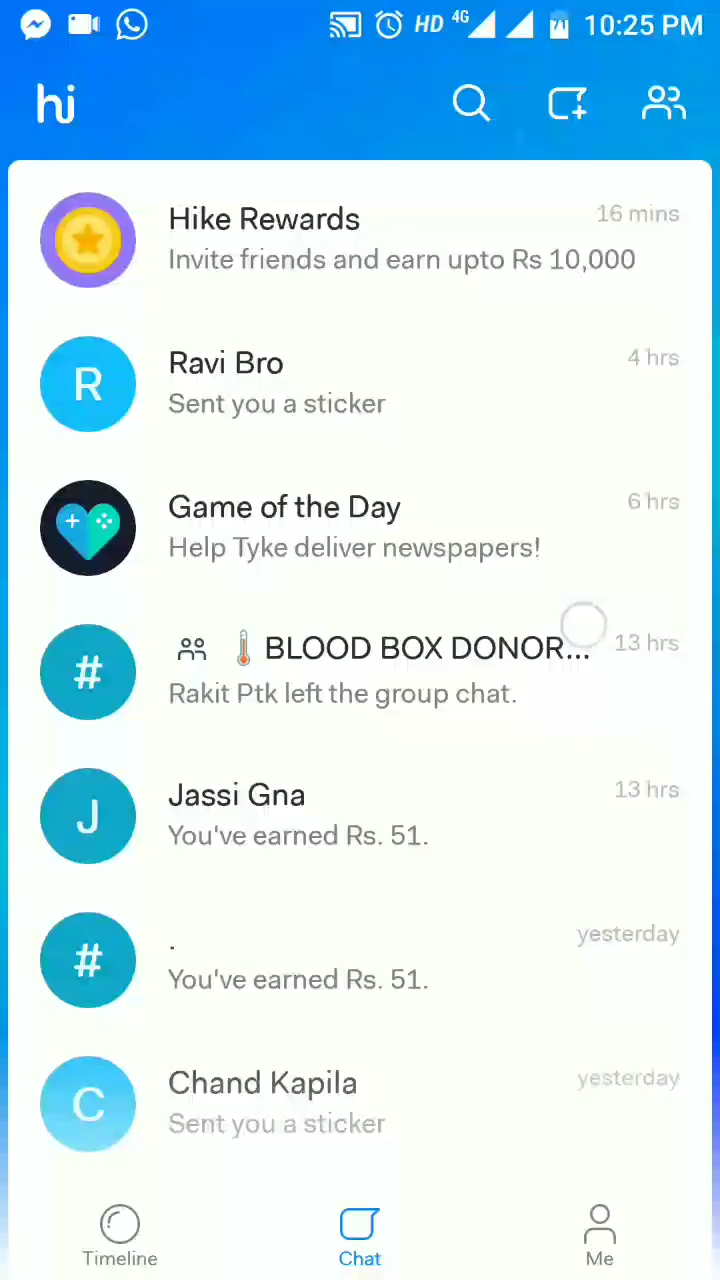 HD 4G 71 10:25 PM
hi
Hike Rewards 16 mins
Invite friends and earn upto Rs 10,000
R Ravi Bro 4 hrs
Sent you a sticker
Game of the Day 6 hrs
Help Tyke deliver newspapers!
# 🌡 BLOOD BOX DONOR... 13 hrs
Rakit Ptk left the group chat.
J Jassi Gna 13 hrs
You've earned Rs. 51.
# . yesterday
You've earned Rs. 51.
C Chand Kapila yesterday
Sent you a sticker
Timeline Chat Me